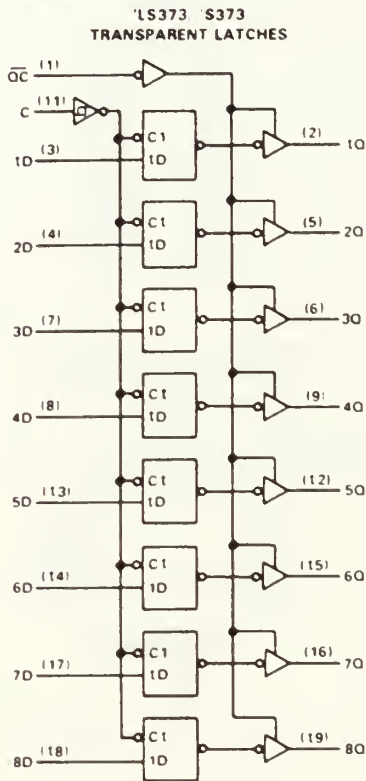 'LS373, 'S373
TRANSPARENT LATCHES
OC (1)
C (11)
C1 (2)
1D (3) 1D 1Q
C1 (5)
2D (4) 1D 2Q
C1 (6)
3D (7) 1D 3Q
C1 (9)
4D (8) 1D 4Q
C1 (12)
5D (13) 1D 5Q
C1 (15)
6D (14) 1D 6Q
C1 (16)
7D (17) 1D 7Q
C1 (19)
8D (18) 1D 8Q